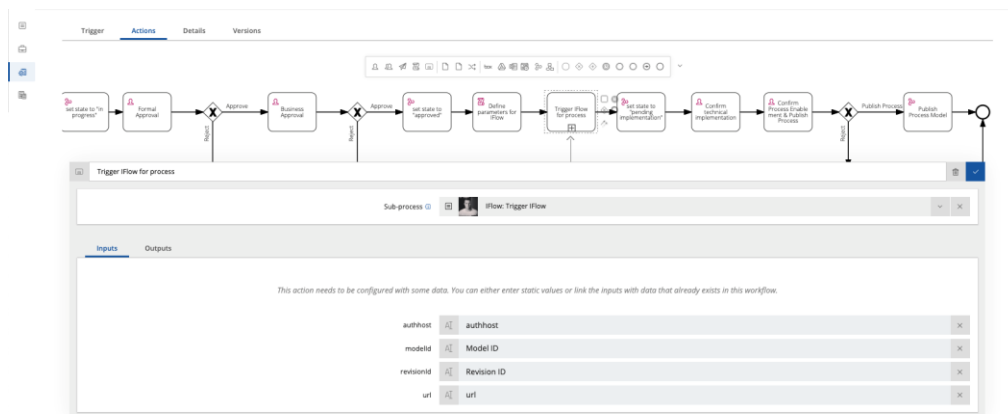 Trigger Actions Details Versions
set state to "in
progress"
Formal
Approval
Approve
Reject
Business
Approval
Approve
Reject
set state to
"approved"
Define
parameters for
IFlow
Trigger IFlow
for process
set state to
"pending
implementation"
Confirm
technical
implementation
Confirm
Process Enable
ment & Publish
Process
Publish Process
Reject
Publish
Process Model
Trigger IFlow for process
Sub-process IFlow: Trigger IFlow
Inputs Outputs
This action needs to be configured with some data. You can either enter static values or link the inputs with data that already exists in this workflow.
authhost authhost
modelId Model ID
revisionId Revision ID
url url